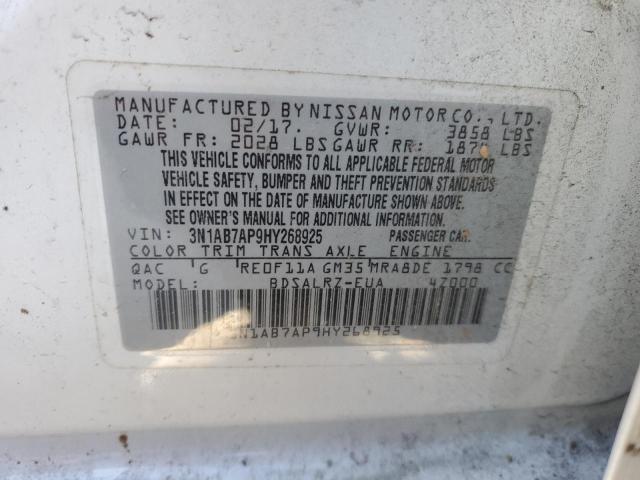 MANUFACTURED BY NISSAN MOTOR CO., LTD.
DATE: 02/17. GVWR: 3858 LBS
GAWR FR: 2028 LBS GAWR RR: LBS
THIS VEHICLE CONFORMS TO ALL APPLICABLE FEDERAL MOTOR
VEHICLE SAFETY, BUMPER AND THEFT PREVENTION STANDARDS
IN EFFECT ON THE DATE OF MANUFACTURE SHOWN ABOVE.
SEE OWNER'S MANUAL FOR ADDITIONAL INFORMATION.
VIN: 3N1AB7AP9HY268925 PASSENGER CAR.
COLOR TRIM TRANS AXLE ENGINE
QAC G RE0F11A GM35 MRA8DE 1798 CC
MODEL: BDSALRZ-EUA 4Z000
3N1AB7AP9HY268925